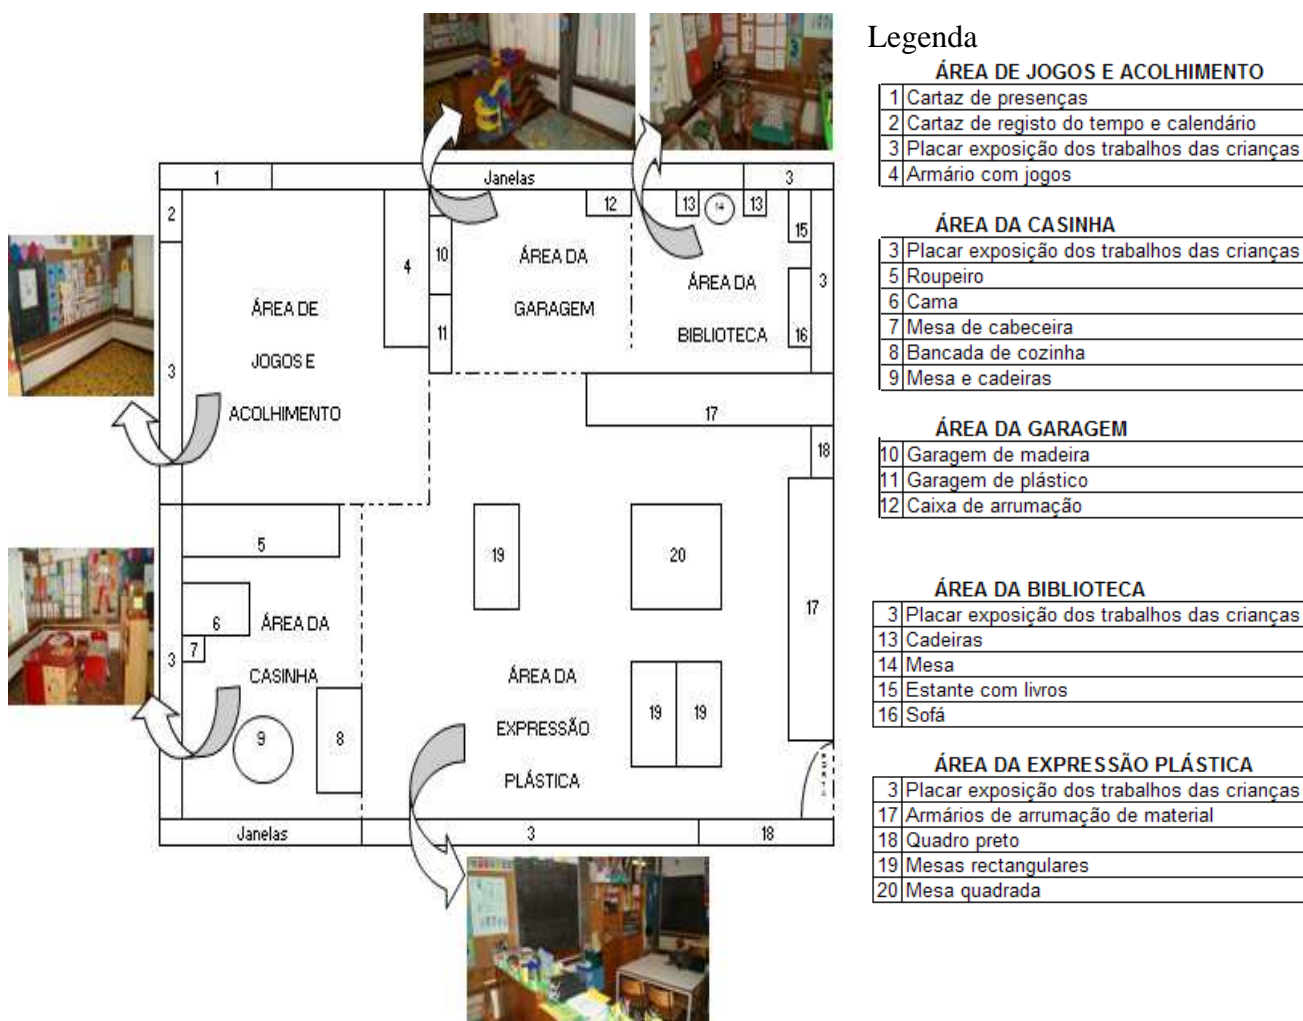 Legenda
ÁREA DE JOGOS E ACOLHIMENTO
1 Cartaz de presenças
2 Cartaz de registo do tempo e calendário
3 Placar exposição dos trabalhos das crianças
4 Armário com jogos
ÁREA DA CASINHA
3 Placar exposição dos trabalhos das crianças
5 Roupeiro
6 Cama
7 Mesa de cabeceira
8 Bancada de cozinha
9 Mesa e cadeiras
ÁREA DA GARAGEM
10 Garagem de madeira
11 Garagem de plástico
12 Caixa de arrumação
ÁREA DA BIBLIOTECA
3 Placar exposição dos trabalhos das crianças
13 Cadeiras
14 Mesa
15 Estante com livros
16 Sofá
ÁREA DA EXPRESSÃO PLÁSTICA
3 Placar exposição dos trabalhos das crianças
17 Armários de arrumação de material
18 Quadro preto
19 Mesas rectangulares
20 Mesa quadrada
1
Janelas
3
2
3
4
ÁREA DE
JOGOS E
ACOLHIMENTO
10
11
12
ÁREA DA
GARAGEM
13
14
13
15
16
3
ÁREA DA
BIBLIOTECA
17
18
17
5
6
7
3
ÁREA DA
CASINHA
9
8
19
20
19
19
ÁREA DA
EXPRESSÃO
PLÁSTICA
Janelas
3
18